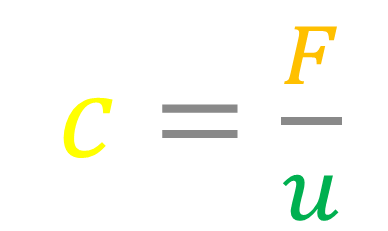 c = F/u